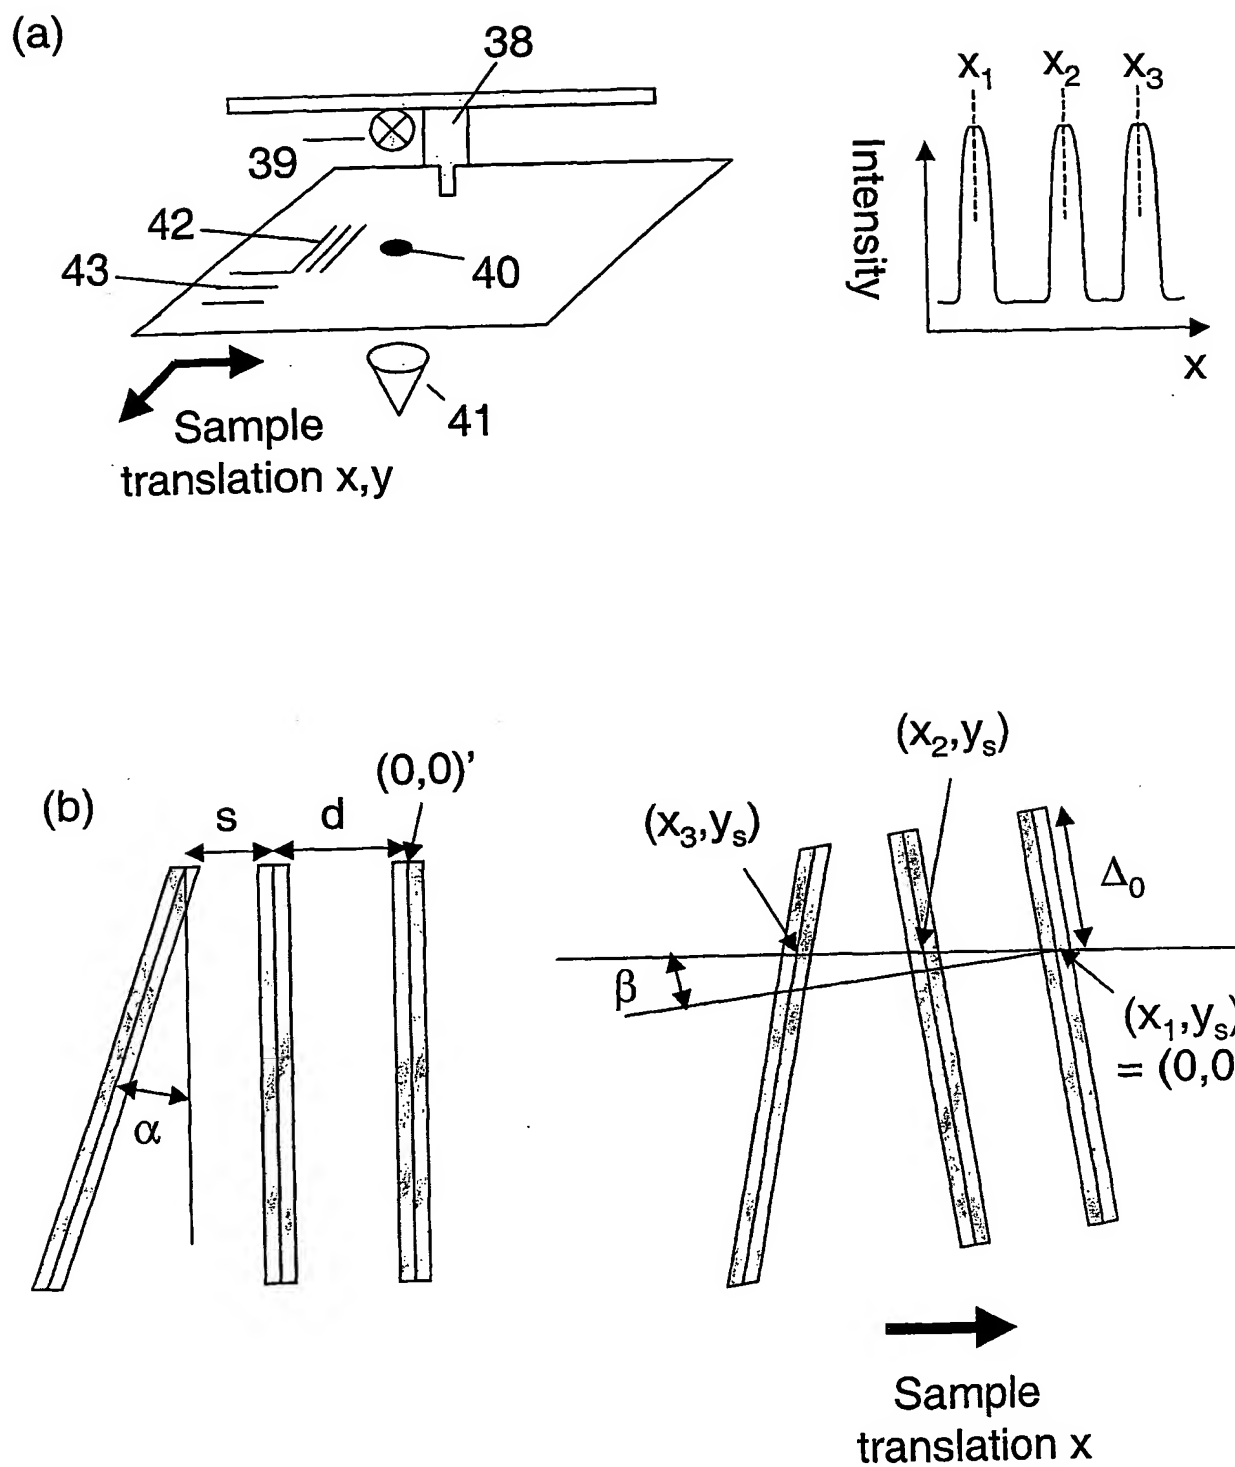 (a)
38
39
42
43
40
41
Sample
translation x,y
x₁
x₂
x₃
Intensity
x
(b)
s
d
(0,0)’
α
(x₃,yₛ)
(x₂,yₛ)
Δ₀
β
(x₁,yₛ)
= (0,0
Sample
translation x